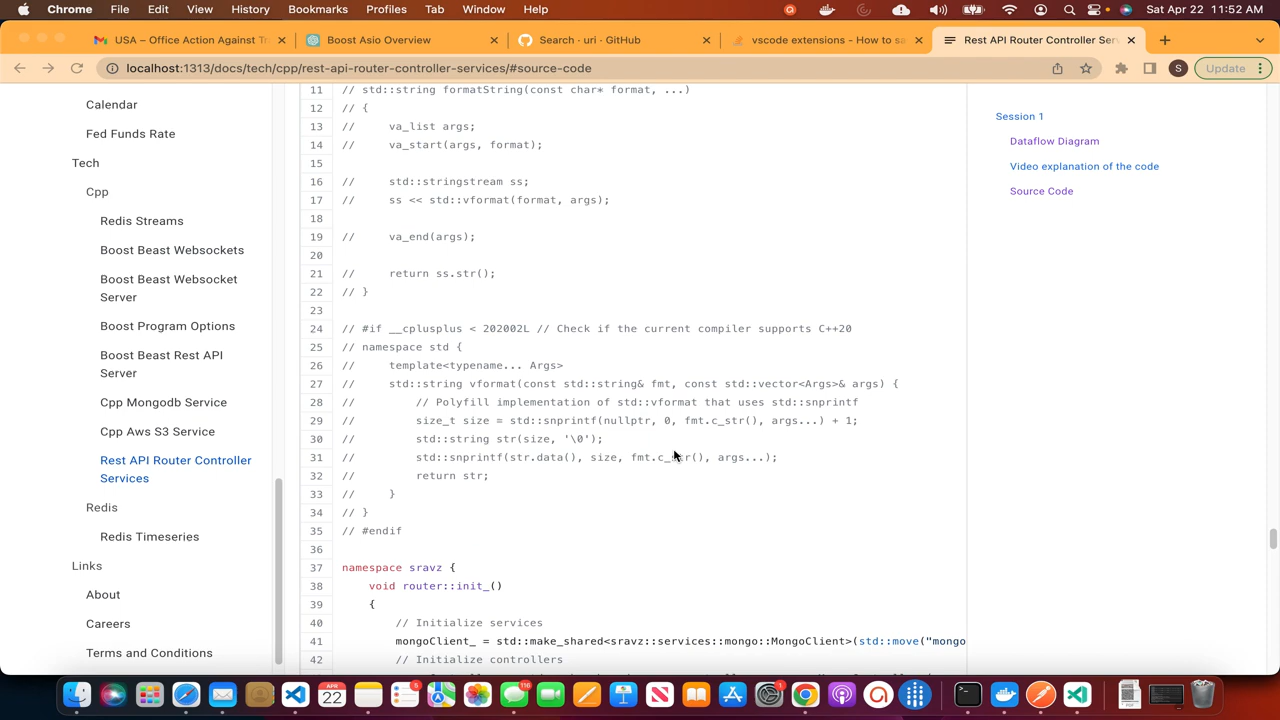 Chrome File Edit View History Bookmarks Profiles Tab Window Help Sat Apr 22 11:52 AM
USA – Office Action Against Tr
Boost Asio Overview
Search · uri · GitHub
vscode extensions - How to sa
Rest API Router Controller Ser
localhost:1313/docs/tech/cpp/rest-api-router-controller-services/#source-code
S
Update
Calendar
Fed Funds Rate
Tech
Cpp
Redis Streams
Boost Beast Websockets
Boost Beast Websocket
Server
Boost Program Options
Boost Beast Rest API
Server
Cpp Mongodb Service
Cpp Aws S3 Service
Rest API Router Controller
Services
Redis
Redis Timeseries
Links
About
Careers
Terms and Conditions
11 // std::string formatString(const char* format, ...)
12 // {
13 //     va_list args;
14 //     va_start(args, format);
15
16 //     std::stringstream ss;
17 //     ss << std::vformat(format, args);
18
19 //     va_end(args);
20
21 //     return ss.str();
22 // }
23
24 // #if __cplusplus < 202002L // Check if the current compiler supports C++20
25 // namespace std {
26 //     template<typename... Args>
27 //     std::string vformat(const std::string& fmt, const std::vector<Args>& args) {
28 //         // Polyfill implementation of std::vformat that uses std::snprintf
29 //         size_t size = std::snprintf(nullptr, 0, fmt.c_str(), args...) + 1;
30 //         std::string str(size, '\0');
31 //         std::snprintf(str.data(), size, fmt.c_str(), args...);
32 //         return str;
33 //     }
34 // }
35 // #endif
36
37 namespace sravz {
38     void router::init_()
39     {
40         // Initialize services
41         mongoClient_ = std::make_shared<sravz::services::mongo::MongoClient>(std::move("mongo
42         // Initialize controllers
Session 1
Dataflow Diagram
Video explanation of the code
Source Code